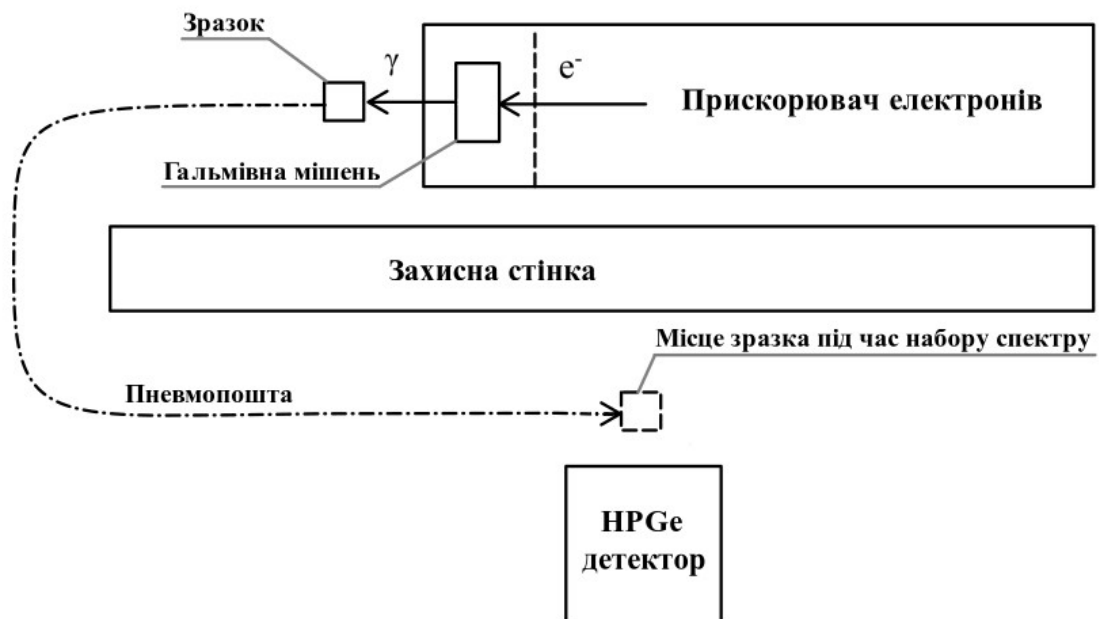 Зразок
γ
e-
Прискорювач електронів
Гальмівна мішень
Захисна стінка
Місце зразка під час набору спектру
Пневмопошта
HPGe
детектор